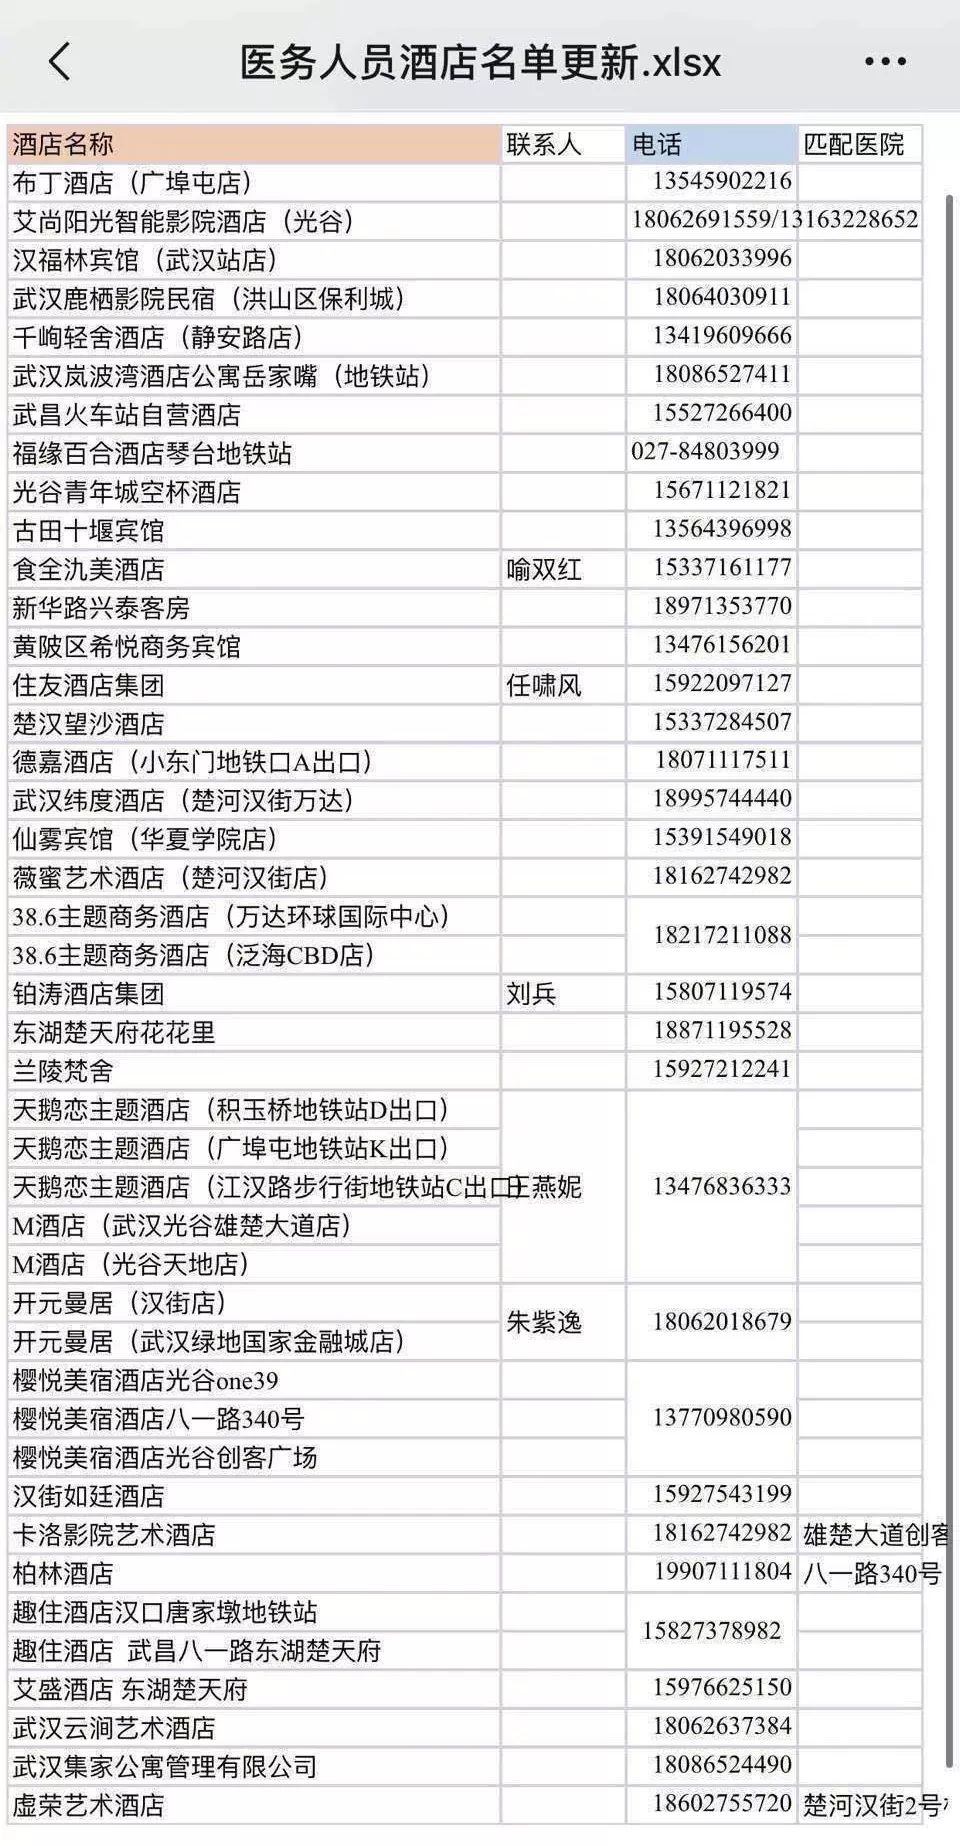 医务人员酒店名单更新.xlsx
酒店名称 联系人 电话 匹配医院
布丁酒店（广埠屯店） 13545902216
艾尚阳光智能影院酒店（光谷） 18062691559/13163228652
汉福林宾馆（武汉站店） 18062033996
武汉鹿栖影院民宿（洪山区保利城） 18064030911
千峋轻舍酒店（静安路店） 13419609666
武汉岚波湾酒店公寓岳家嘴（地铁站） 18086527411
武昌火车站自营酒店 15527266400
福缘百合酒店琴台地铁站 027-84803999
光谷青年城空杯酒店 15671121821
古田十堰宾馆 13564396998
食全氿美酒店 喻双红 15337161177
新华路兴泰客房 18971353770
黄陂区希悦商务宾馆 13476156201
住友酒店集团 任啸风 15922097127
楚汉望沙酒店 15337284507
德嘉酒店（小东门地铁口A出口） 18071117511
武汉纬度酒店（楚河汉街万达） 18995744440
仙雾宾馆（华夏学院店） 15391549018
薇蜜艺术酒店（楚河汉街店） 18162742982
38.6主题商务酒店（万达环球国际中心） 18217211088
38.6主题商务酒店（泛海CBD店）
铂涛酒店集团 刘兵 15807119574
东湖楚天府花花里 18871195528
兰陵梵舍 15927212241
天鹅恋主题酒店（积玉桥地铁站D出口）
天鹅恋主题酒店（广埠屯地铁站K出口）
天鹅恋主题酒店（江汉路步行街地铁站C出口） 王燕妮 13476836333
M酒店（武汉光谷雄楚大道店）
M酒店（光谷天地店）
开元曼居（汉街店） 朱紫逸 18062018679
开元曼居（武汉绿地国家金融城店）
樱悦美宿酒店光谷one39
樱悦美宿酒店八一路340号 13770980590
樱悦美宿酒店光谷创客广场
汉街如廷酒店 15927543199
卡洛影院艺术酒店 18162742982 雄楚大道创客
柏林酒店 19907111804 八一路340号
趣住酒店汉口唐家墩地铁站 15827378982
趣住酒店 武昌八一路东湖楚天府
艾盛酒店 东湖楚天府 15976625150
武汉云涧艺术酒店 18062637384
武汉集家公寓管理有限公司 18086524490
虚荣艺术酒店 18602755720 楚河汉街2号